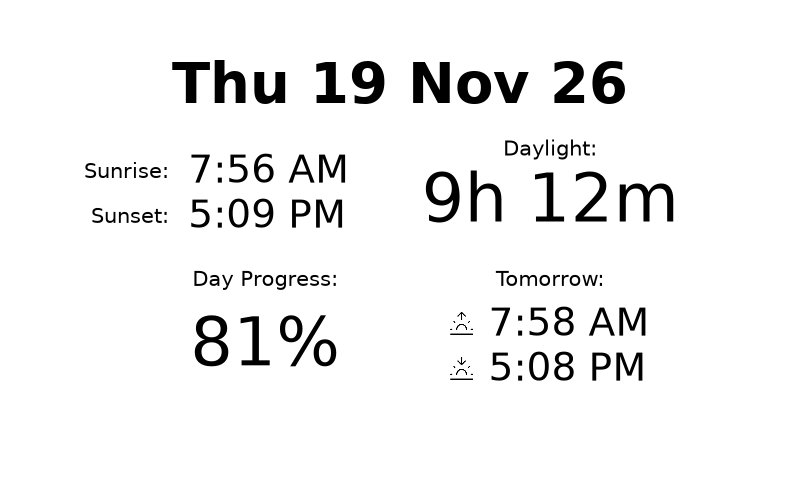 Thu 19 Nov 26
Sunrise: 7:56 AM
Sunset: 5:09 PM
Daylight:
9h 12m
Day Progress:
81%
Tomorrow:
7:58 AM
5:08 PM